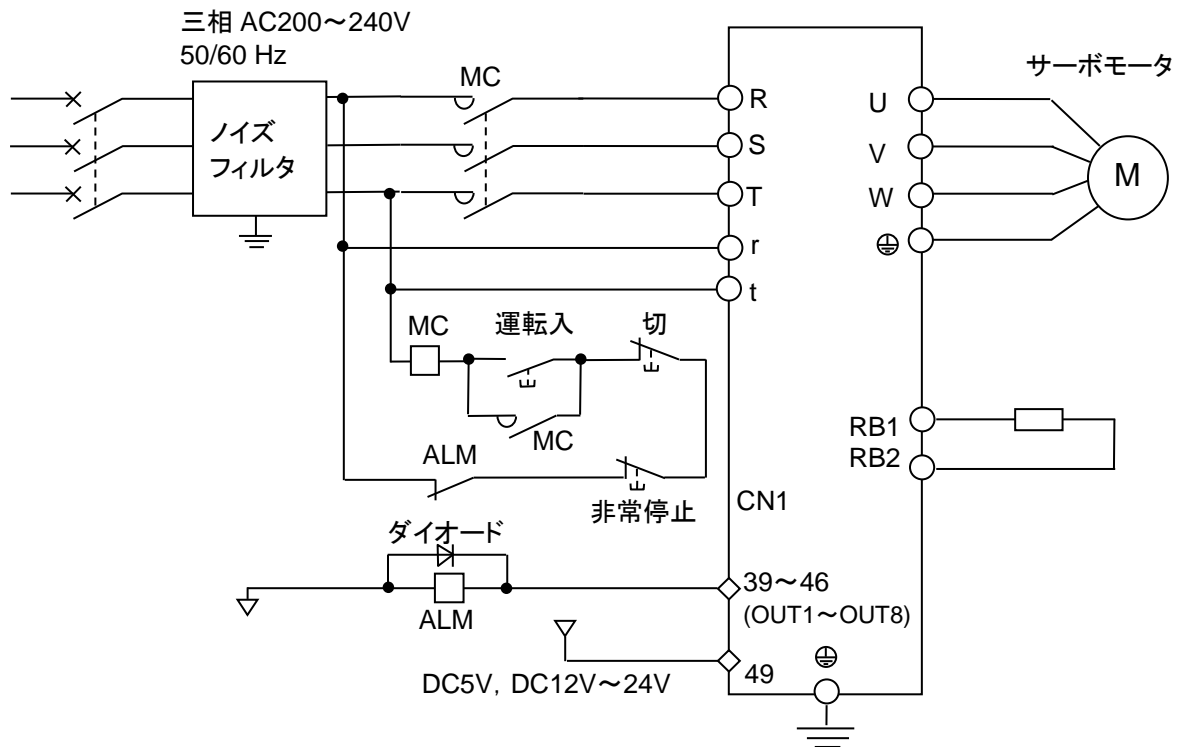 三相 AC200～240V
50/60 Hz
サーボモータ
MC
ノイズ
フィルタ
R
S
T
r
t
U
V
W
M
MC
運転入
切
MC
ALM
非常停止
RB1
RB2
CN1
ダイオード
ALM
39～46
(OUT1～OUT8)
DC5V, DC12V～24V
49